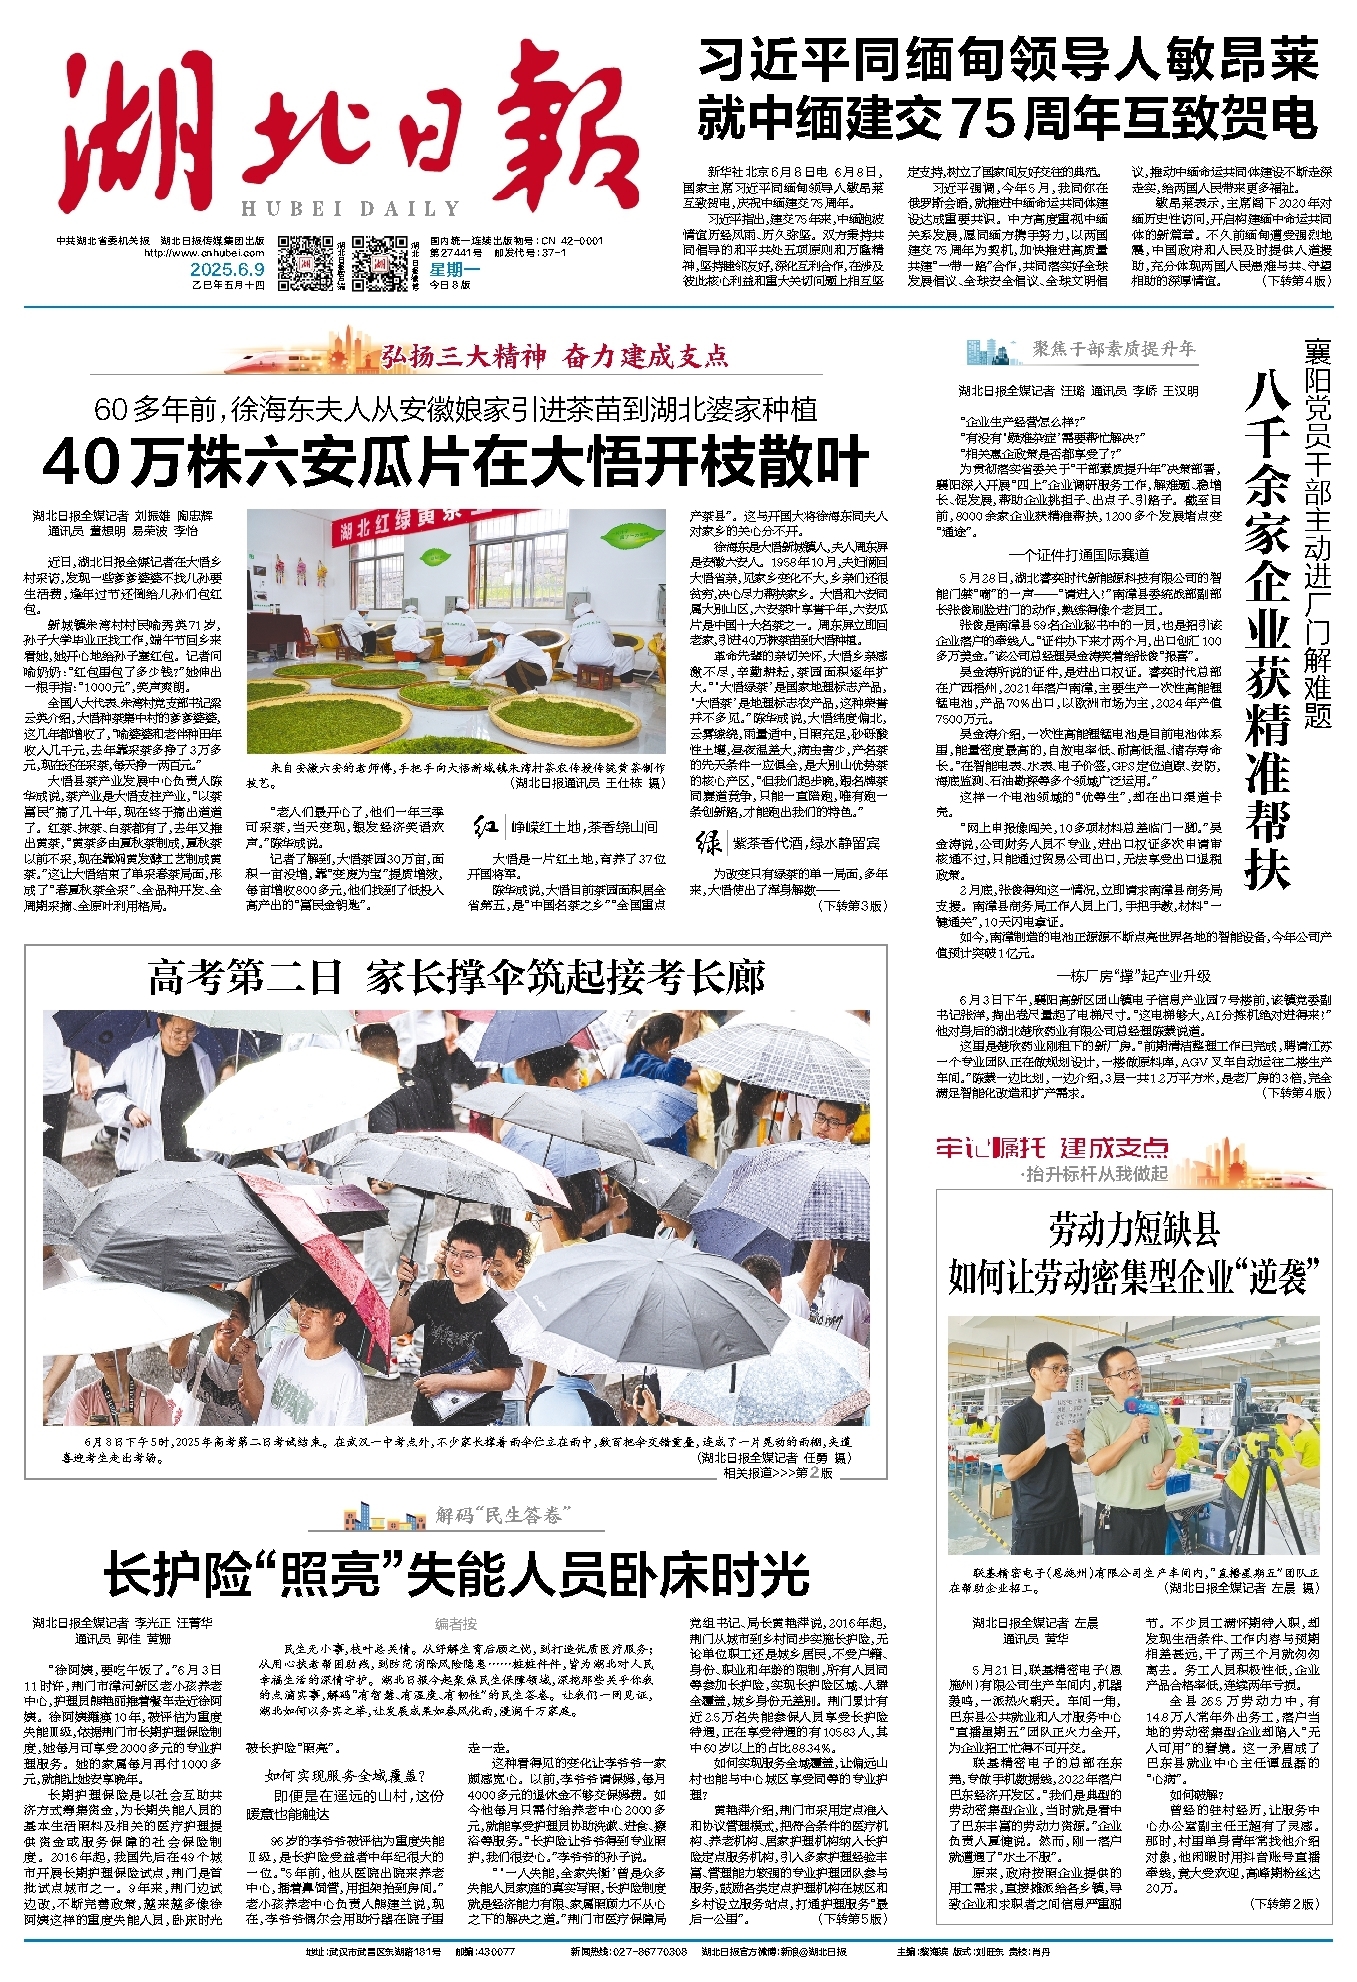 湖北日報
HUBEI DAILY
中共湖北省委机关报 湖北日报传媒集团出版
http://www.cnhubei.com
2025.6.9
乙巳年五月十四
国内统一连续出版物号:CN 42-0001
第27441号 邮发代号:37-1
星期一
今日8版
习近平同缅甸领导人敏昂莱
就中缅建交75周年互致贺电
新华社北京6月8日电 6月8日,
国家主席习近平同缅甸领导人敏昂莱
互致贺电,庆祝中缅建交75周年。
习近平指出,建交75年来,中缅胞波
情谊历经风雨、历久弥坚。双方秉持共
同倡导的和平共处五项原则和万隆精
神,坚持睦邻友好,深化互利合作,在涉及
彼此核心利益和重大关切问题上相互坚
定支持,树立了国家间友好交往的典范。
习近平强调,今年5月,我同你在
俄罗斯会晤,就推进中缅命运共同体建
设达成重要共识。中方高度重视中缅
关系发展,愿同缅方携手努力,以两国
建交75周年为契机,加快推进高质量
共建“一带一路”合作,共同落实好全球
发展倡议、全球安全倡议、全球文明倡
议,推动中缅命运共同体建设不断走深
走实,给两国人民带来更多福祉。
敏昂莱表示,主席阁下2020年对
缅历史性访问,开启构建缅中命运共同
体的新篇章。不久前缅甸遭受强烈地
震,中国政府和人民及时提供人道援
助,充分体现两国人民患难与共、守望
相助的深厚情谊。 (下转第4版)
弘扬三大精神 奋力建成支点
60多年前,徐海东夫人从安徽娘家引进茶苗到湖北婆家种植
40万株六安瓜片在大悟开枝散叶
湖北日报全媒记者 刘振雄 陶忠辉
通讯员 董想明 易荣波 李怡
近日,湖北日报全媒记者在大悟乡
村采访,发现一些爹爹婆婆不找儿孙要
生活费,逢年过节还倒给儿孙们包红
包。
新城镇朱湾村村民喻秀英71岁,
孙子大学毕业正找工作,端午节回乡来
看她,她开心地给孙子塞红包。记者问
喻奶奶:“红包里包了多少钱?”她伸出
一根手指:“1000元”,笑声爽朗。
全国人大代表、朱湾村党支部书记梁
云英介绍,大悟种茶集中村的爹爹婆婆,
这几年都增收了,“喻婆婆和老伴种田年
收入几千元,去年靠采茶多挣了3万多
元,现在还在采茶,每天挣一两百元。”
大悟县茶产业发展中心负责人陈
华成说,茶产业是大悟支柱产业,“以茶
富民”搞了几十年,现在终于搞出道道
了。红茶、抹茶、白茶都有了,去年又推
出黄茶,“黄茶多由夏秋茶制成,夏秋茶
以前不采,现在靠闷黄发酵工艺制成黄
茶。”这让大悟结束了单采春茶局面,形
成了“春夏秋茶全采”、全品种开发、全
周期采摘、全原叶利用格局。
来自安徽六安的老师傅,手把手向大悟新城镇朱湾村茶农传授传统黄茶制作
技艺。 (湖北日报通讯员 王仕栋 摄)
“老人们最开心了,他们一年三季
可采茶,当天变现,银发经济笑语欢
声。”陈华成说。
记者了解到,大悟茶园30万亩,面
积一亩没增,靠“变废为宝”提质增效,
每亩增收800多元,他们找到了低投入
高产出的“富民金钥匙”。
红 峥嵘红土地,茶香绕山间
大悟是一片红土地,育养了37位
开国将军。
陈华成说,大悟目前茶园面积居全
省第五,是“中国名茶之乡”“全国重点
产茶县”。这与开国大将徐海东同夫人
对家乡的关心分不开。
徐海东是大悟新城镇人,夫人周东屏
是安徽六安人。1958年10月,夫妇俩回
大悟省亲,见家乡变化不大,乡亲们还很
贫穷,决心尽力帮扶家乡。大悟和六安同
属大别山区,六安茶叶享誉千年,六安瓜
片是中国十大名茶之一。周东屏立即回
老家,引进40万株茶苗到大悟种植。
革命先辈的亲切关怀,大悟乡亲感
激不尽,辛勤耕耘,茶园面积逐年扩
大。“‘大悟绿茶’是国家地理标志产品,
‘大悟茶’是地理标志农产品,这种荣誉
并不多见。”陈华成说,大悟纬度偏北,
云雾缭绕,雨量适中,日照充足,砂砾酸
性土壤,昼夜温差大,病虫害少,产名茶
的先天条件一应俱全,是大别山优势茶
的核心产区,“但我们起步晚,跟名牌茶
同赛道竞争,只能一直陪跑,唯有跑一
条创新路,才能跑出我们的特色。”
绿 紫茶香代酒,绿水静留宾
为改变只有绿茶的单一局面,多年
来,大悟使出了浑身解数——
(下转第3版)
聚焦干部素质提升年
襄阳党员干部主动进厂门解难题
八千余家企业获精准帮扶
湖北日报全媒记者 汪璐 通讯员 李峤 王汉明
“企业生产经营怎么样?”
“有没有‘疑难杂症’需要帮忙解决?”
“相关惠企政策是否都享受了?”
为贯彻落实省委关于“干部素质提升年”决策部署,
襄阳深入开展“四上”企业调研服务工作,解难题、稳增
长、促发展,帮助企业挑担子、出点子、引路子。截至目
前,8000余家企业获精准帮扶,1200多个发展堵点变
“通途”。
一个证件打通国际赛道
5月28日,湖北睿奕时代新能源科技有限公司的智
能门禁“嘀”的一声——“请进入!”南漳县委统战部副部
长张俊刷脸进门的动作,熟练得像个老员工。
张俊是南漳县59名企业秘书中的一员,也是招引该
企业落户的牵线人。“证件办下来才两个月,出口创汇100
多万美金。”该公司总经理吴金涛笑着给张俊“报喜”。
吴金涛所说的证件,是进出口权证。睿奕时代总部
在广西梧州,2021年落户南漳,主要生产一次性高能锂
锰电池,产品70%出口,以欧洲市场为主,2024年产值
7500万元。
吴金涛介绍,一次性高能锂锰电池是目前电池体系
里,能量密度最高的,自放电率低、耐高低温、储存寿命
长。“在智能电表、水表、电子价签,GPS定位追踪、安防,
海底监测、石油勘探等多个领域广泛运用。”
这样一个电池领域的“优等生”,却在出口渠道卡
壳。
“网上申报像闯关,10多项材料总差临门一脚。”吴
金涛说,公司财务人员不专业,进出口权证多次申请审
核通不过,只能通过贸易公司出口,无法享受出口退税
政策。
2月底,张俊得知这一情况,立即请求南漳县商务局
支援。南漳县商务局工作人员上门,手把手教,材料“一
键通关”,10天闪电拿证。
如今,南漳制造的电池正源源不断点亮世界各地的智能设备,今年公司产
值预计突破1亿元。
一栋厂房“撑”起产业升级
6月3日下午,襄阳高新区团山镇电子信息产业园7号楼前,该镇党委副
书记张洋,掏出卷尺量起了电梯尺寸。“这电梯够大,AI分拣机绝对进得来!”
他对身后的湖北楚欣药业有限公司总经理陈蒙说道。
这里是楚欣药业刚租下的新厂房。“前期清洁整理工作已完成,聘请江苏
一个专业团队正在做规划设计,一楼做原料库,AGV叉车自动运往二楼生产
车间。”陈蒙一边比划,一边介绍,3层一共1.2万平方米,是老厂房的3倍,完全
满足智能化改造和扩产需求。 (下转第4版)
高考第二日 家长撑伞筑起接考长廊
6月8日下午5时,2025年高考第二日考试结束。在武汉一中考点外,不少家长撑着雨伞伫立在雨中,数百把伞交错重叠,连成了一片晃动的雨棚,夹道
喜迎考生走出考场。 (湖北日报全媒记者 任勇 摄)
相关报道>>>第2版
牢记嘱托 建成支点
·抬升标杆从我做起
劳动力短缺县
如何让劳动密集型企业“逆袭”
联基精密电子(恩施州)有限公司生产车间内,“直播星期五”团队正
在帮助企业招工。 (湖北日报全媒记者 左晨 摄)
湖北日报全媒记者 左晨
通讯员 黄华
5月21日,联基精密电子(恩
施州)有限公司生产车间内,机器
轰鸣,一派热火朝天。车间一角,
巴东县公共就业和人才服务中心
“直播星期五”团队正火力全开,
为企业招工忙得不可开交。
联基精密电子的总部在东
莞,专做手机数据线,2022年落户
巴东经济开发区。“我们是典型的
劳动密集型企业,当时就是看中
了巴东丰富的劳动力资源。”企业
负责人夏健说。然而,刚一落户
就遭遇了“水土不服”。
原来,政府按照企业提供的
用工需求,直接摊派给各乡镇,导
致企业和求职者之间信息严重脱
节。不少员工满怀期待入职,却
发现生活条件、工作内容与预期
相差甚远,干了两三个月就匆匆
离去。务工人员积极性低,企业
产品合格率低,连续两年亏损。
全县26.5万劳动力中,有
14.8万人常年外出务工,落户当
地的劳动密集型企业却陷入“无
人可用”的窘境。这一矛盾成了
巴东县就业中心主任谭显磊的
“心病”。
如何破解?
曾经的驻村经历,让服务中
心办公室副主任王超有了灵感。
那时,村里单身青年常找他介绍
对象,他闲暇时用抖音账号直播
牵线,竟大受欢迎,高峰期粉丝达
20万。
(下转第2版)
解码“民生答卷”
长护险“照亮”失能人员卧床时光
湖北日报全媒记者 李光正 汪菁华
通讯员 郭佳 黄姗
“徐阿姨,要吃午饭了。”6月3日
11时许,荆门市漳河新区老小孩养老
中心,护理员熊艳丽推着餐车走近徐阿
姨。徐阿姨瘫痪10年,被评估为重度
失能Ⅲ级,依据荆门市长期护理保险制
度,她每月可享受2000多元的专业护
理服务。她的家属每月再付1000多
元,就能让她安享晚年。
长期护理保险是以社会互助共
济方式筹集资金,为长期失能人员的
基本生活照料及相关的医疗护理提
供资金或服务保障的社会保险制
度。2016年起,我国先后在49个城
市开展长期护理保险试点,荆门是首
批试点城市之一。9年来,荆门边试
边改,不断完善政策,越来越多像徐
阿姨这样的重度失能人员,卧床时光
编者按
民生无小事,枝叶总关情。从纾解生育后顾之忧,到打造优质医疗服务;
从用心扶老帮困助残,到防范消除风险隐患……桩桩件件,皆为湖北对人民
幸福生活的深情守护。湖北日报今起聚焦民生保障领域,深挖那些关乎你我
的点滴实事,解码“有智慧、有温度、有韧性”的民生答卷。让我们一同见证,
湖北如何以务实之举,让发展成果如春风化雨,浸润千万家庭。
被长护险“照亮”。
如何实现服务全域覆盖?
即便是在遥远的山村,这份
暖意也能触达
96岁的李爷爷被评估为重度失能
Ⅱ级,是长护险受益者中年纪很大的
一位。“5年前,他从医院出院来养老
中心,插着鼻饲管,用担架抬到房间。”
老小孩养老中心负责人熊建兰说,现
在,李爷爷偶尔会用助行器在院子里
走一走。
这种看得见的变化让李爷爷一家
颇感宽心。以前,李爷爷请保姆,每月
4000多元的退休金不够交保姆费。如
今他每月只需付给养老中心2000多
元,就能享受护理员协助洗漱、进食、擦
浴等服务。“长护险让爷爷得到专业照
护,我们很安心。”李爷爷的孙子说。
“‘一人失能,全家失衡’曾是众多
失能人员家庭的真实写照,长护险制度
就是经济能力有限、家属照顾力不从心
之下的解决之道。”荆门市医疗保障局
党组书记、局长黄艳萍说,2016年起,
荆门从城市到乡村同步实施长护险,无
论单位职工还是城乡居民,不受户籍、
身份、职业和年龄的限制,所有人员同
等参加长护险,实现长护险区域、人群
全覆盖,城乡身份无差别。荆门累计有
近2.5万名失能参保人员享受长护险
待遇,正在享受待遇的有10583人,其
中60岁以上的占比88.34%。
如何实现服务全域覆盖,让偏远山
村也能与中心城区享受同等的专业护
理?
黄艳萍介绍,荆门市采用定点准入
和协议管理模式,把符合条件的医疗机
构、养老机构、居家护理机构纳入长护
险定点服务机构,引入多家护理经验丰
富、管理能力较强的专业护理团队参与
服务,鼓励各类定点护理机构在城区和
乡村设立服务站点,打通护理服务“最
后一公里”。 (下转第5版)
地址:武汉市武昌区东湖路181号 邮编:430077 新闻热线:027-86770308 湖北日报官方微博:新浪@湖北日报 主编:黎海滨 版式:刘旺东 责校:肖丹